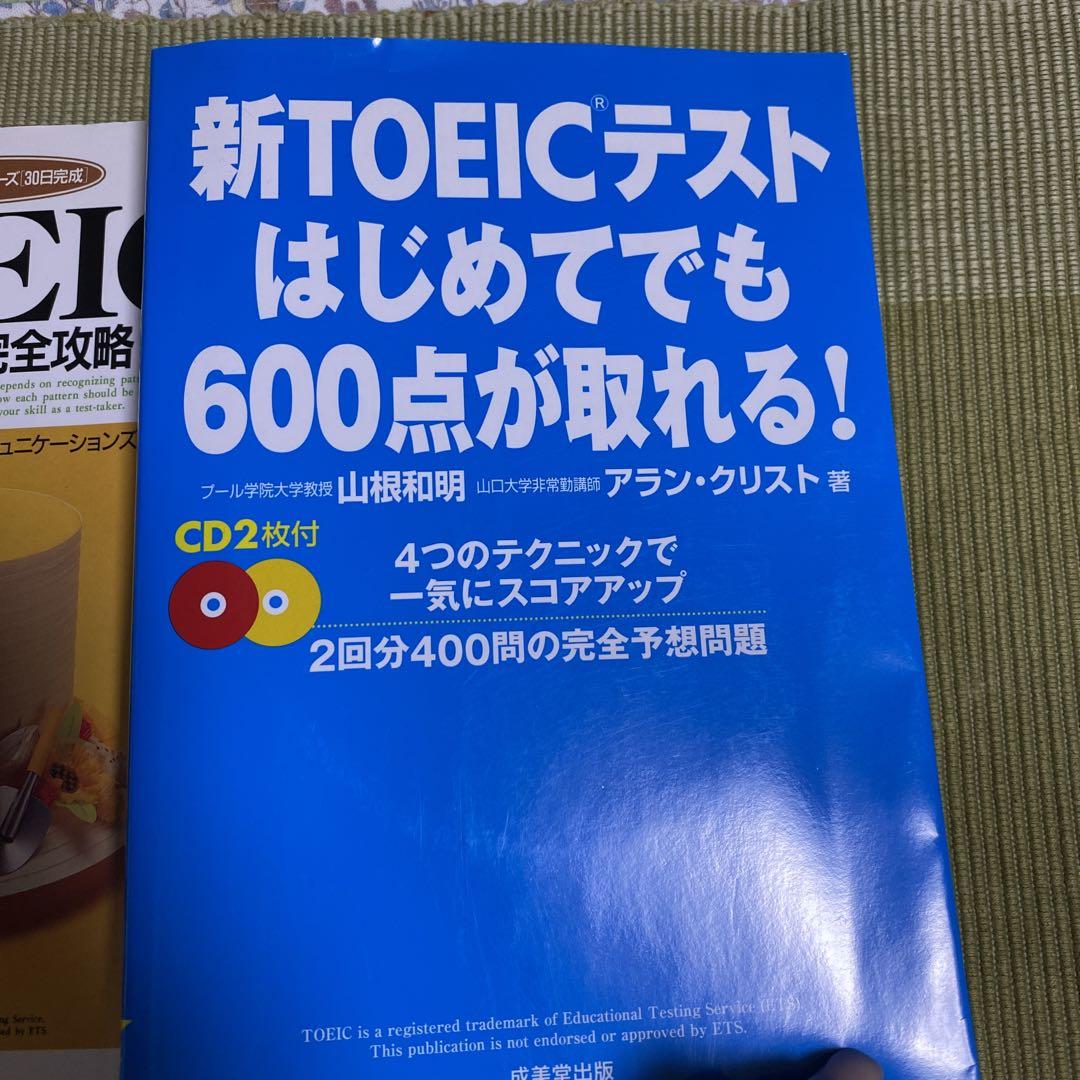 新TOEIC®テスト
はじめてでも
600点が取れる!
プール学院大学教授 山根和明 山口大学非常勤講師 アラン・クリスト 著
CD2枚付
4つのテクニックで
一気にスコアアップ
2回分400問の完全予想問題
TOEIC is a registered trademark of Educational Testing Service (ETS)
This publication is not endorsed or approved by ETS.
成美堂出版
ーズ[30日完成]
EIC
完全攻略
depends on recognizing
each pattern should be
your skill as a test-taker.
ュニケーションズ
Service.
by ETS.